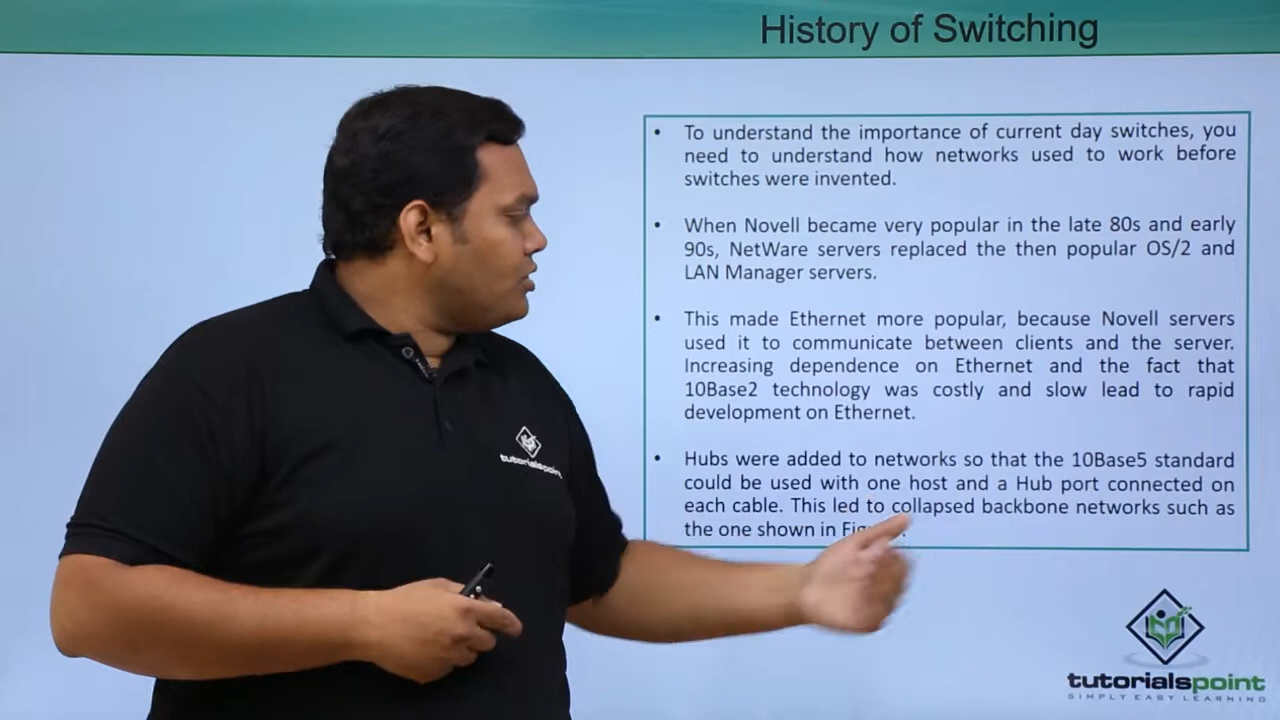 History of Switching
• To understand the importance of current day switches, you
need to understand how networks used to work before
switches were invented.
• When Novell became very popular in the late 80s and early
90s, NetWare servers replaced the then popular OS/2 and
LAN Manager servers.
• This made Ethernet more popular, because Novell servers
used it to communicate between clients and the server.
Increasing dependence on Ethernet and the fact that
10Base2 technology was costly and slow lead to rapid
development on Ethernet.
• Hubs were added to networks so that the 10Base5 standard
could be used with one host and a Hub port connected on
each cable. This led to collapsed backbone networks such as
the one shown in
tutorialspoint
tutorialspoint
SIMPLY EASY LEARNING